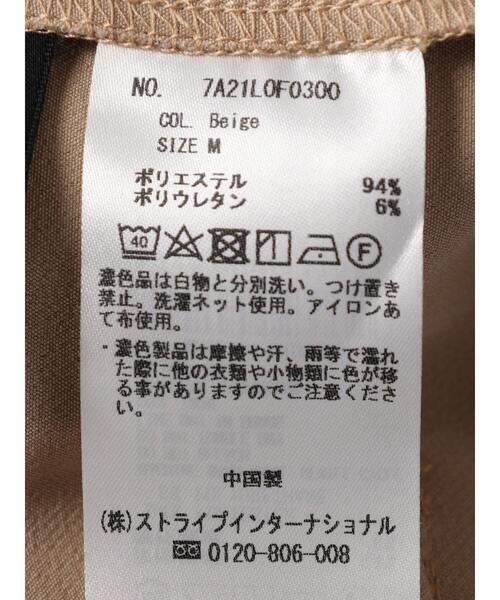 NO. 7A21L0F0300
COL. Beige
SIZE M
ポリエステル 94%
ポリウレタン 6%
40 F
濃色品は白物と分別洗い。つけ置き
禁止。洗濯ネット使用。アイロンあ
て布使用。
・濃色製品は摩擦や汗、雨等で濡れ
た際に他の衣類や小物類に色が移
る事がありますのでご注意くださ
い。
中国製
(株)ストライプインターナショナル
0120-806-008